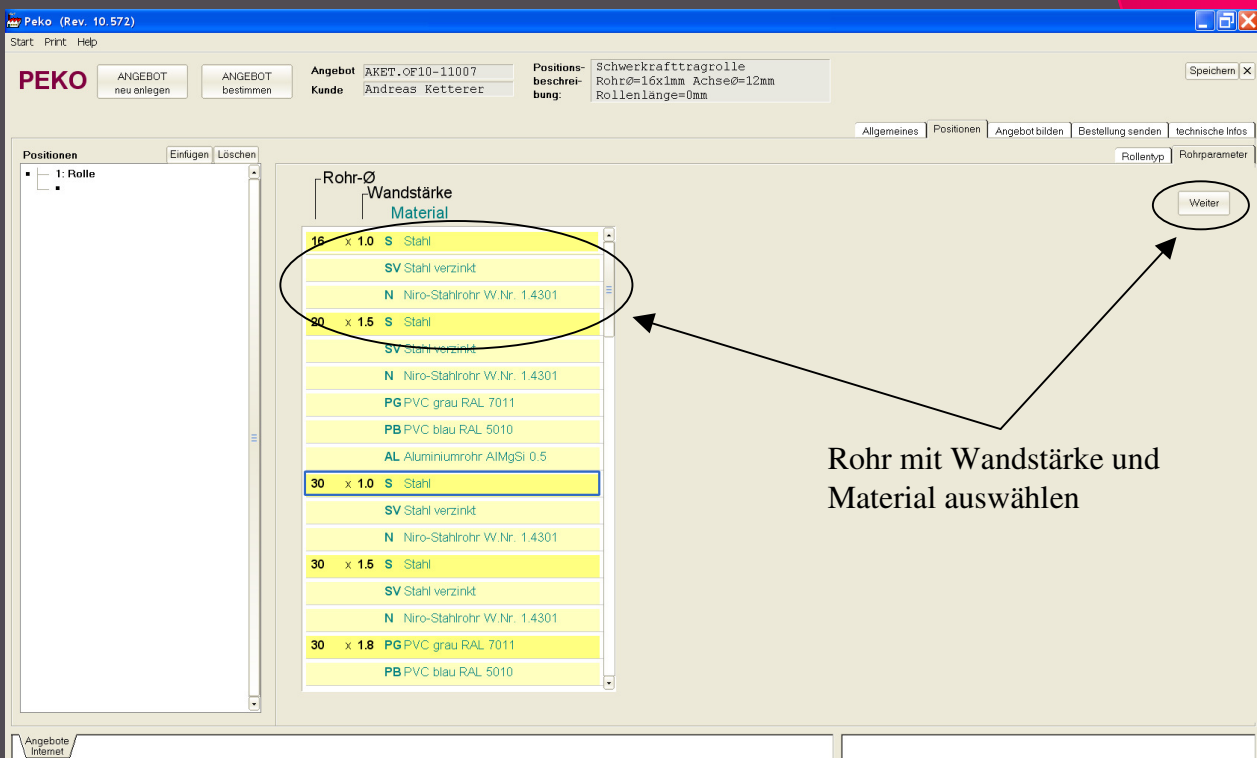 Peko (Rev. 10.572)
Start Print Help
PEKO
ANGEBOT
neu anlegen
ANGEBOT
bestimmen
Angebot AKET.OF10-11007
Kunde Andreas Ketterer
Positions-
beschrei-
bung:
Schwerkrafttragrolle
RohrØ=16x1mm AchseØ=12mm
Rollenlänge=0mm
Speichern X
Allgemeines Positionen Angebot bilden Bestellung senden technische Infos
Positionen Einfügen Löschen
Rollentyp Rohrparameter
1: Rolle
Rohr-Ø
Wandstärke
Material
Weiter
16 x 1.0 S Stahl
SV Stahl verzinkt
N Niro-Stahlrohr W.Nr. 1.4301
20 x 1.5 S Stahl
SV Stahl verzinkt
N Niro-Stahlrohr W.Nr. 1.4301
PG PVC grau RAL 7011
PB PVC blau RAL 5010
AL Aluminiumrohr AlMgSi 0.5
30 x 1.0 S Stahl
SV Stahl verzinkt
N Niro-Stahlrohr W.Nr. 1.4301
30 x 1.5 S Stahl
SV Stahl verzinkt
N Niro-Stahlrohr W.Nr. 1.4301
30 x 1.8 PG PVC grau RAL 7011
PB PVC blau RAL 5010
Rohr mit Wandstärke und
Material auswählen
Angebote
Internet